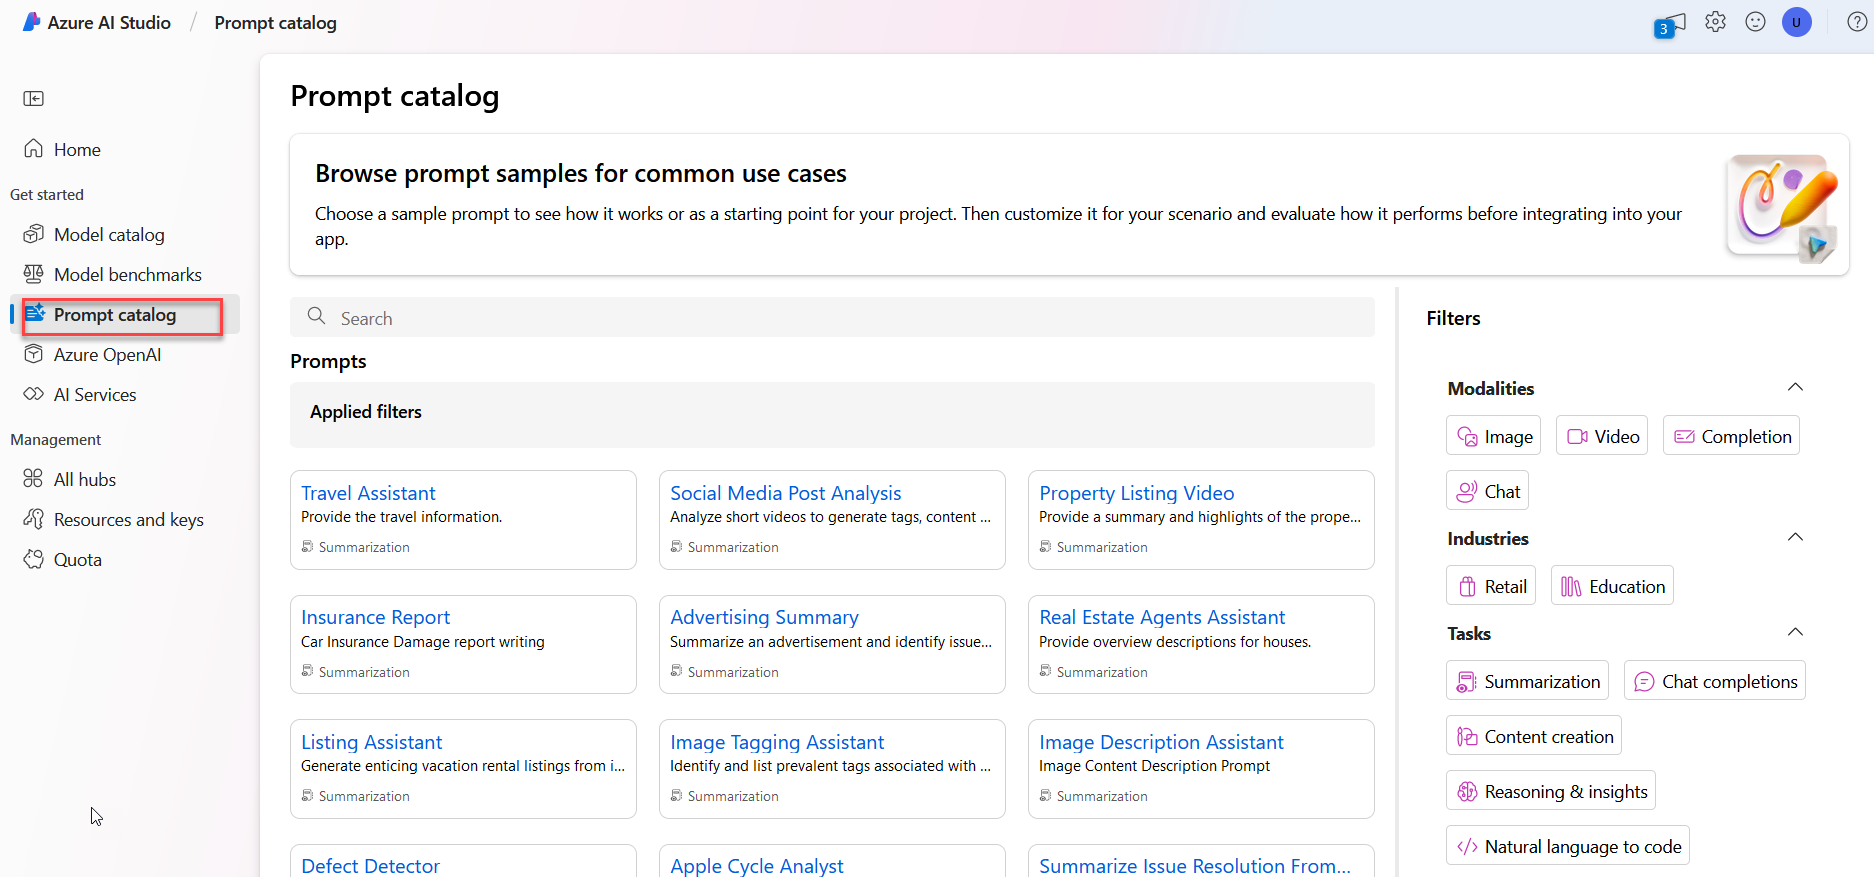 Azure AI Studio / Prompt catalog
3
U
Home
Get started
Model catalog
Model benchmarks
Prompt catalog
Azure OpenAI
AI Services
Management
All hubs
Resources and keys
Quota
Prompt catalog
Browse prompt samples for common use cases
Choose a sample prompt to see how it works or as a starting point for your project. Then customize it for your scenario and evaluate how it performs before integrating into your
app.
Search
Prompts
Applied filters
Travel Assistant
Provide the travel information.
Summarization
Social Media Post Analysis
Analyze short videos to generate tags, content ...
Summarization
Property Listing Video
Provide a summary and highlights of the prope...
Summarization
Insurance Report
Car Insurance Damage report writing
Summarization
Advertising Summary
Summarize an advertisement and identify issue...
Summarization
Real Estate Agents Assistant
Provide overview descriptions for houses.
Summarization
Listing Assistant
Generate enticing vacation rental listings from i...
Summarization
Image Tagging Assistant
Identify and list prevalent tags associated with ...
Summarization
Image Description Assistant
Image Content Description Prompt
Summarization
Defect Detector
Apple Cycle Analyst
Summarize Issue Resolution From...
Filters
Modalities
Image
Video
Completion
Chat
Industries
Retail
Education
Tasks
Summarization
Chat completions
Content creation
Reasoning & insights
Natural language to code